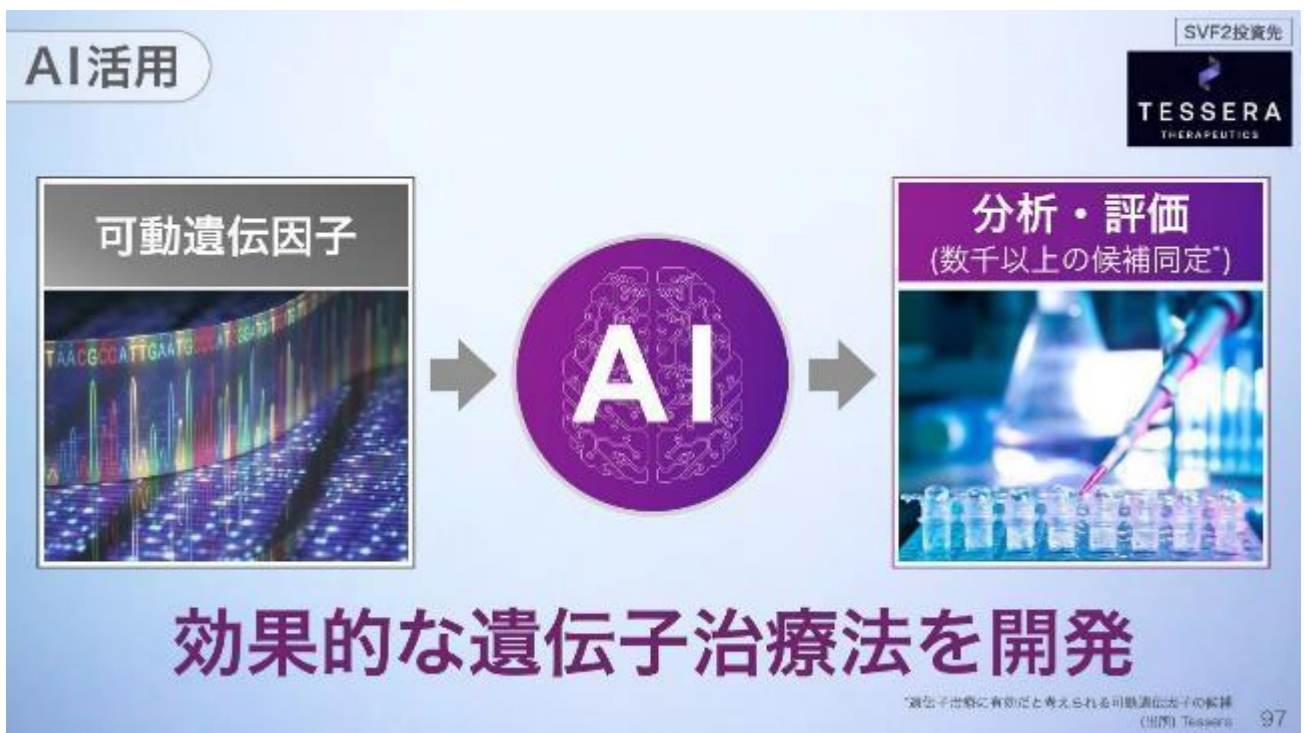 AI活用
SVF2投資先
TESSERA
THERAPEUTICS
可動遺伝因子
TAACGCCATTGAATGCCCATC
AI
分析・評価
(数千以上の候補同定*)
効果的な遺伝子治療法を開発
*遺伝子治療に有効だと考えられる可動遺伝因子の候補
(出所) Tessera
97